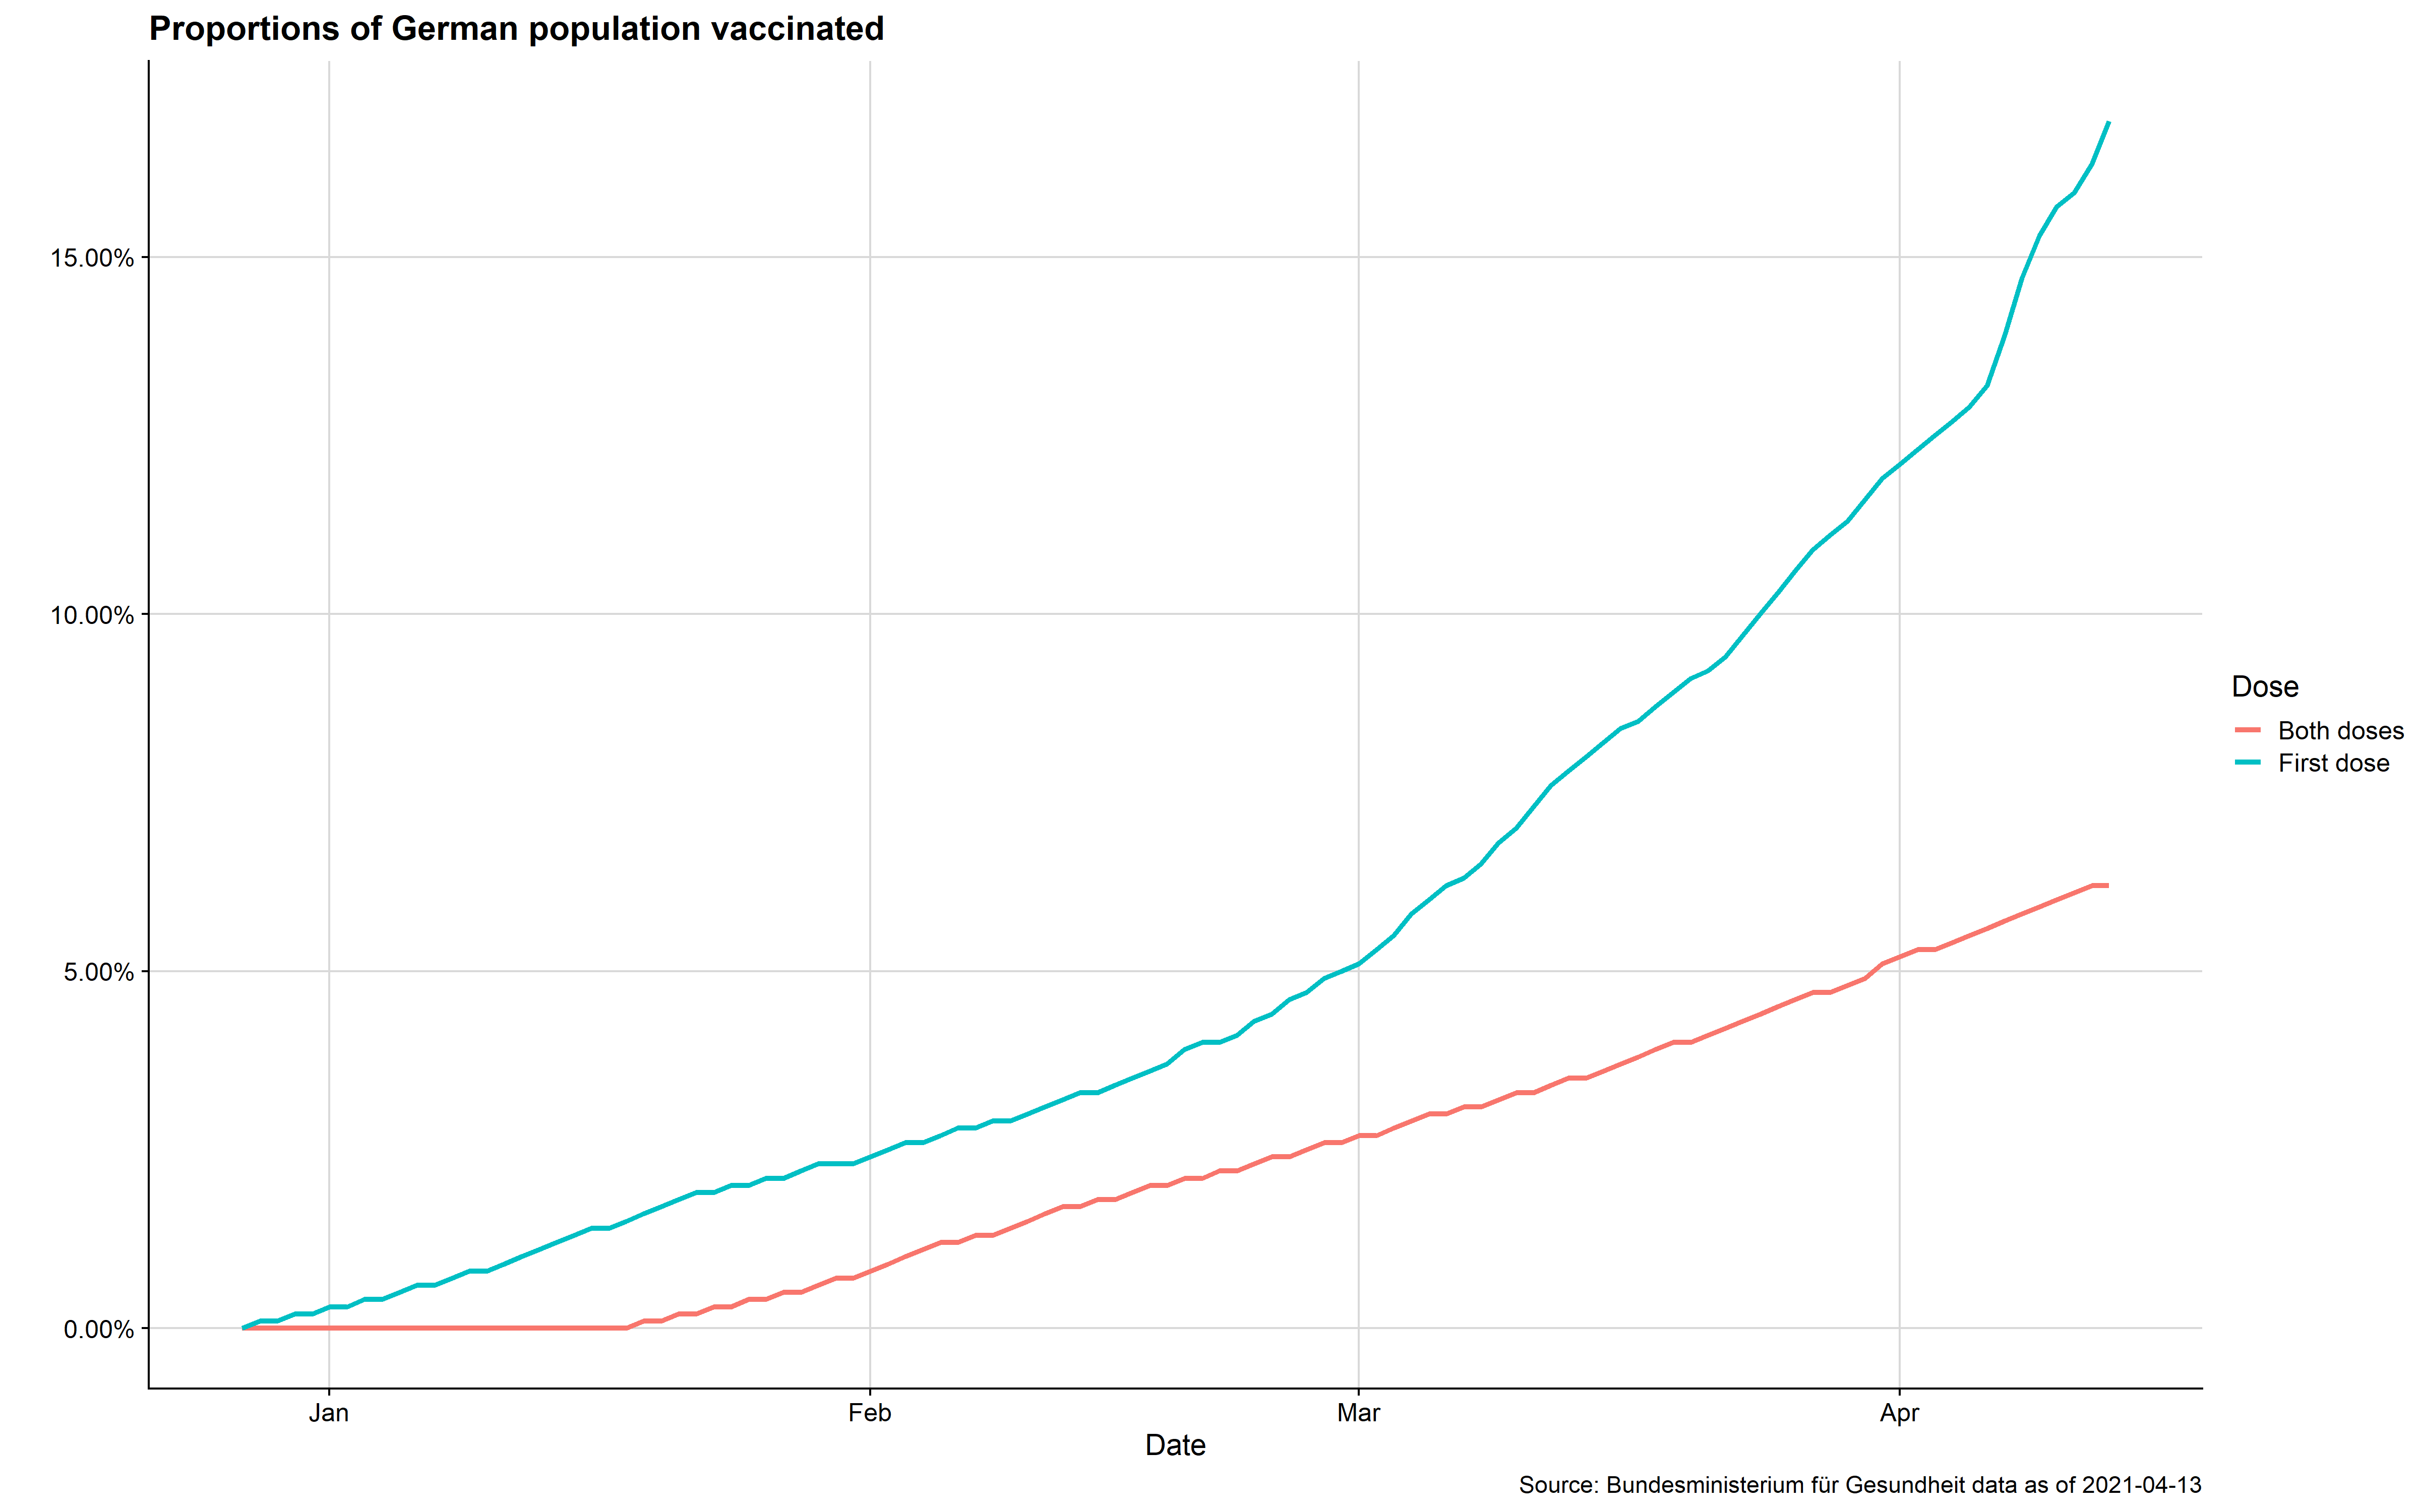 Proportions of German population vaccinated
15.00%
10.00%
5.00%
0.00%
Jan Feb Mar Apr
Date
Dose
Both doses
First dose
Source: Bundesministerium für Gesundheit data as of 2021-04-13